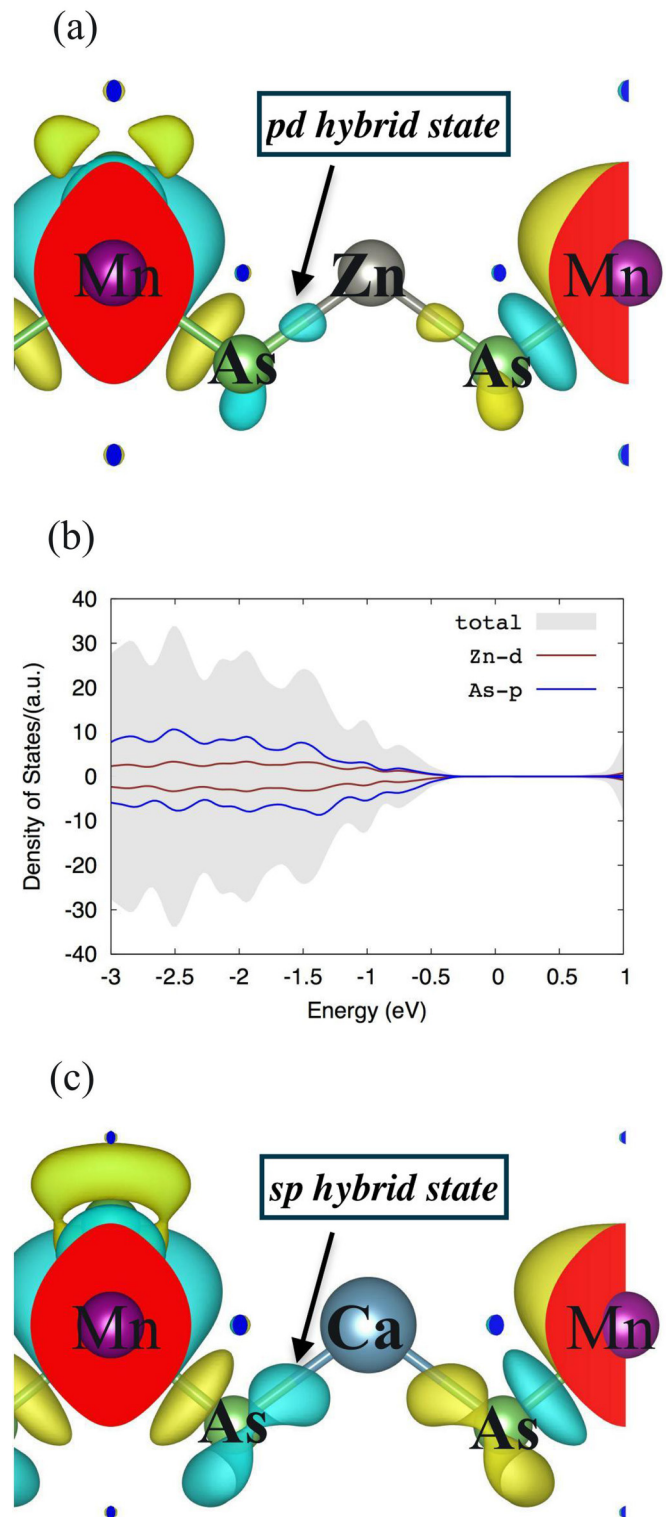 (a)
pd hybrid state
Mn Zn Mn
As As
(b)
40
30
20
10
0
-10
-20
-30
-40
Density of States/(a.u.)
total
Zn-d
As-p
-3 -2.5 -2 -1.5 -1 -0.5 0 0.5 1
Energy (eV)
(c)
sp hybrid state
Mn Ca Mn
As As